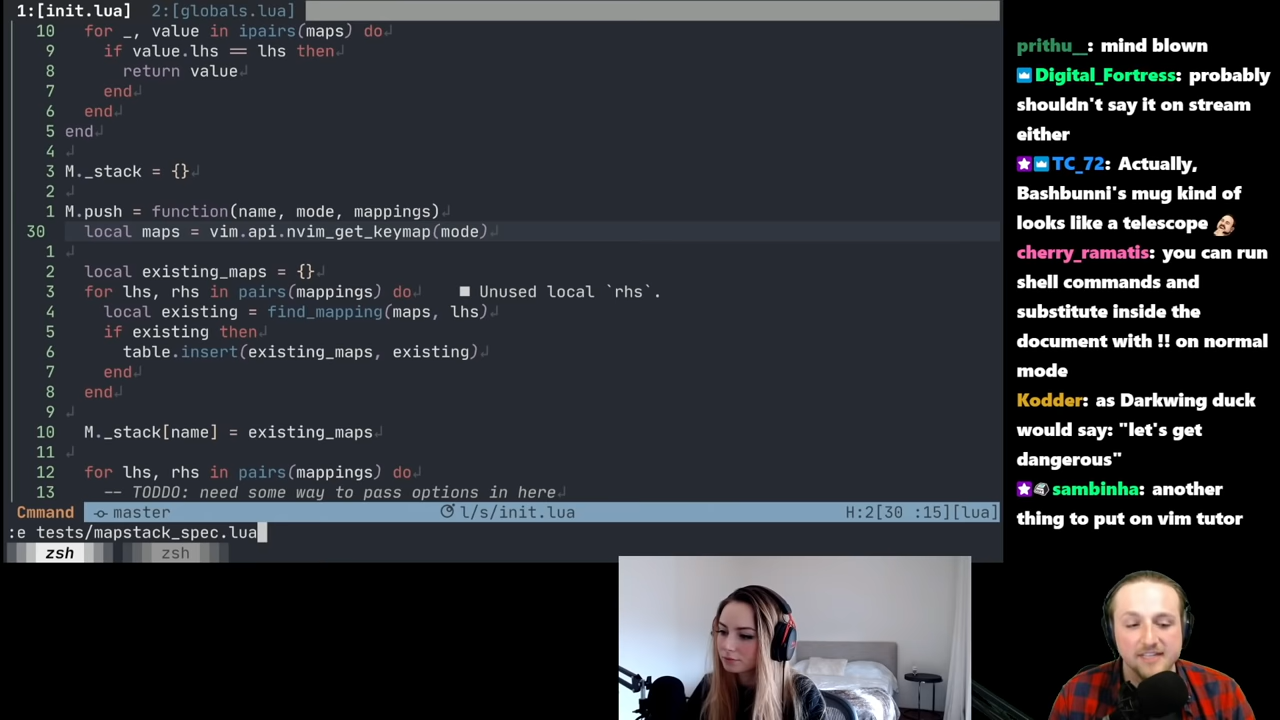 1:[init.lua] 2:[globals.lua]
10 for _, value in ipairs(maps) do
9 if value.lhs == lhs then
8 return value
7 end
6 end
5 end
4
3 M._stack = {}
2
1 M.push = function(name, mode, mappings)
30 local maps = vim.api.nvim_get_keymap(mode)
1
2 local existing_maps = {}
3 for lhs, rhs in pairs(mappings) do ■ Unused local `rhs`.
4 local existing = find_mapping(maps, lhs)
5 if existing then
6 table.insert(existing_maps, existing)
7 end
8 end
9
10 M._stack[name] = existing_maps
11
12 for lhs, rhs in pairs(mappings) do
13 -- TODDO: need some way to pass options in here
Cmmand master l/s/init.lua H:2[30 :15][lua]
:e tests/mapstack_spec.lua
zsh zsh
prithu__: mind blown
Digital_Fortress: probably
shouldn't say it on stream
either
TC_72: Actually,
Bashbunni's mug kind of
looks like a telescope
cherry_ramatis: you can run
shell commands and
substitute inside the
document with !! on normal
mode
Kodder: as Darkwing duck
would say: "let's get
dangerous"
sambinha: another
thing to put on vim tutor